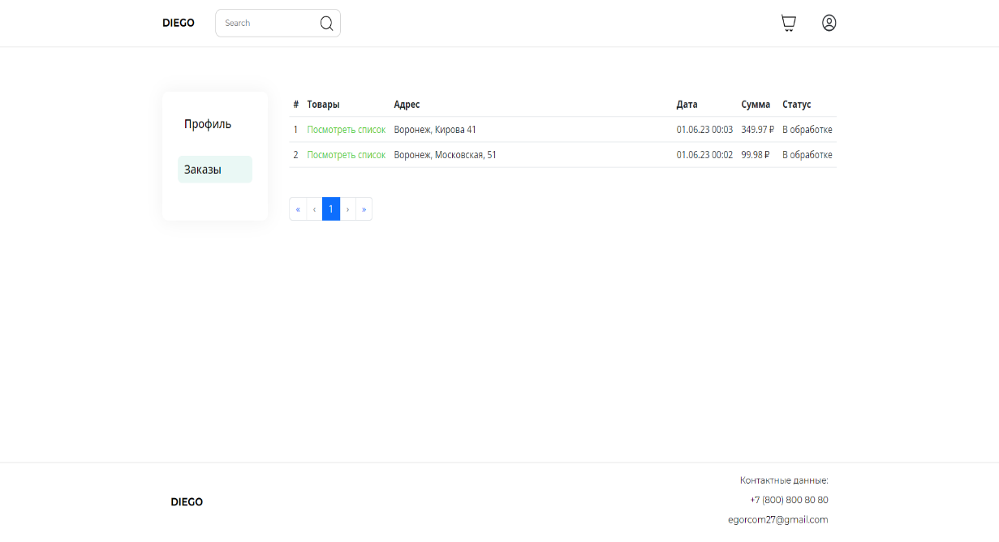 DIEGO Search
Профиль
Заказы
# Товары Адрес Дата Сумма Статус
1 Посмотреть список Воронеж, Кирова 41 01.06.23 00:03 349.97 ₽ В обработке
2 Посмотреть список Воронеж, Московская, 51 01.06.23 00:02 99.98 ₽ В обработке
« ‹ 1 › »
DIEGO
Контактные данные:
+7 (800) 800 80 80
egorcom27@gmail.com